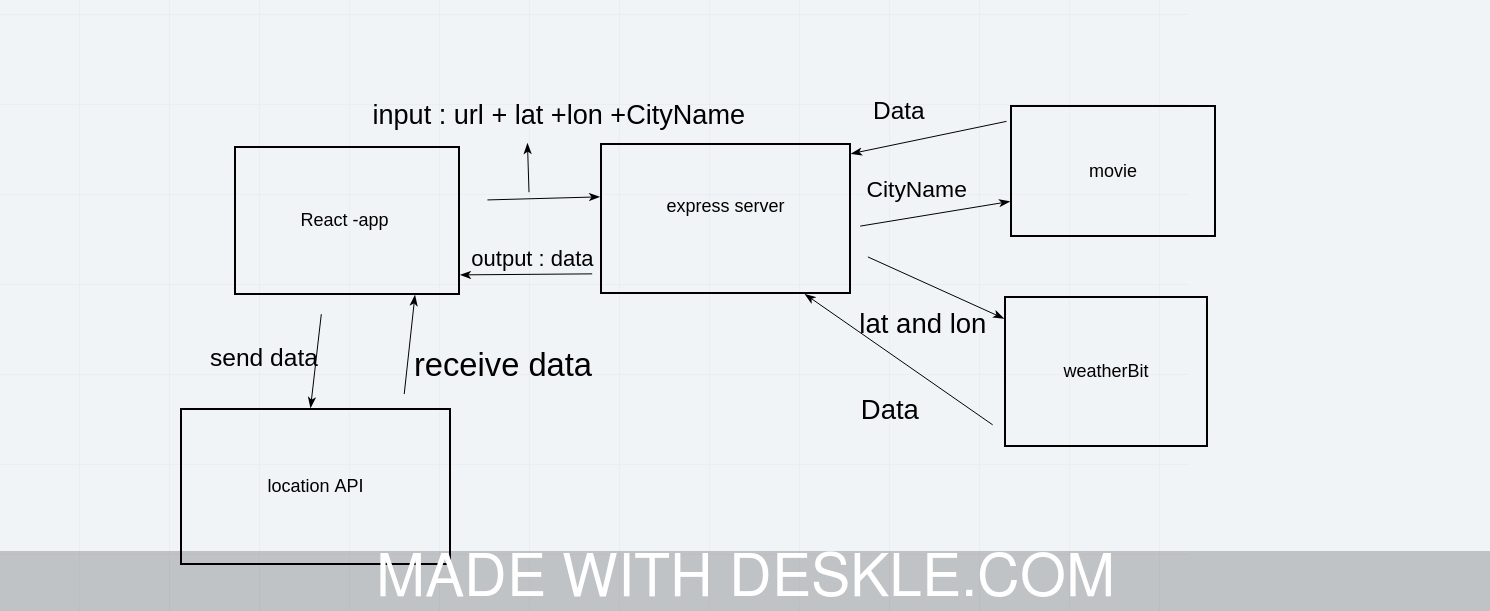 input : url + lat +lon +CityName
Data
React -app
express server
movie
CityName
output : data
lat and lon
send data
receive data
weatherBit
Data
location API
MADE WITH DESKLE.COM